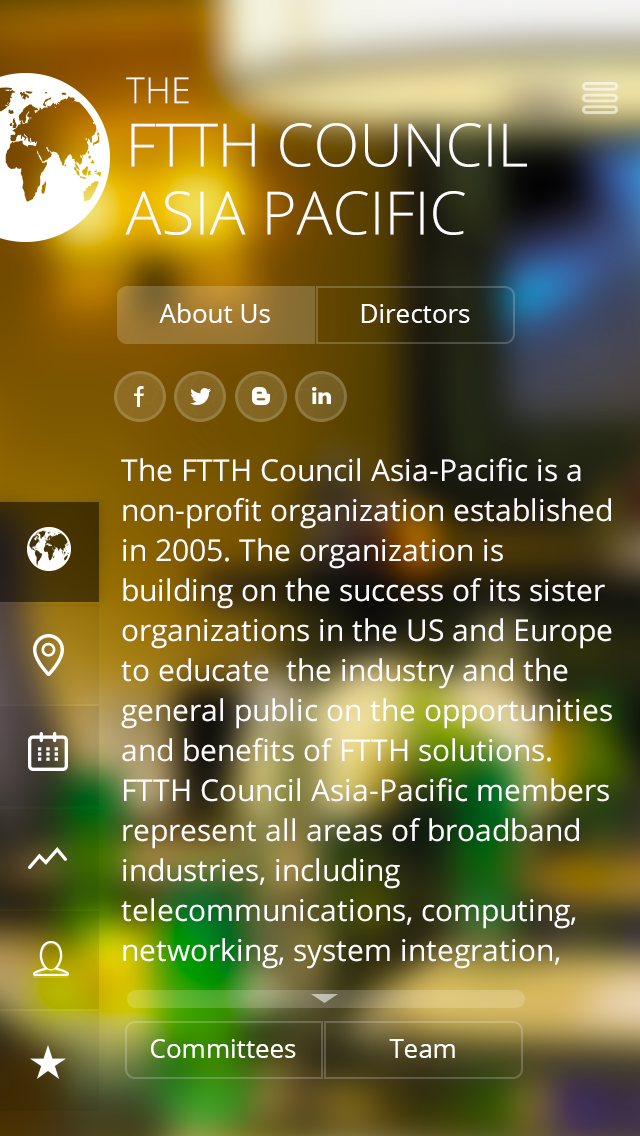 THE
FTTH COUNCIL
ASIA PACIFIC
About Us Directors
The FTTH Council Asia-Pacific is a
non-profit organization established
in 2005. The organization is
building on the success of its sister
organizations in the US and Europe
to educate  the industry and the
general public on the opportunities
and benefits of FTTH solutions.
FTTH Council Asia-Pacific members
represent all areas of broadband
industries, including
telecommunications, computing,
networking, system integration,
Committees Team